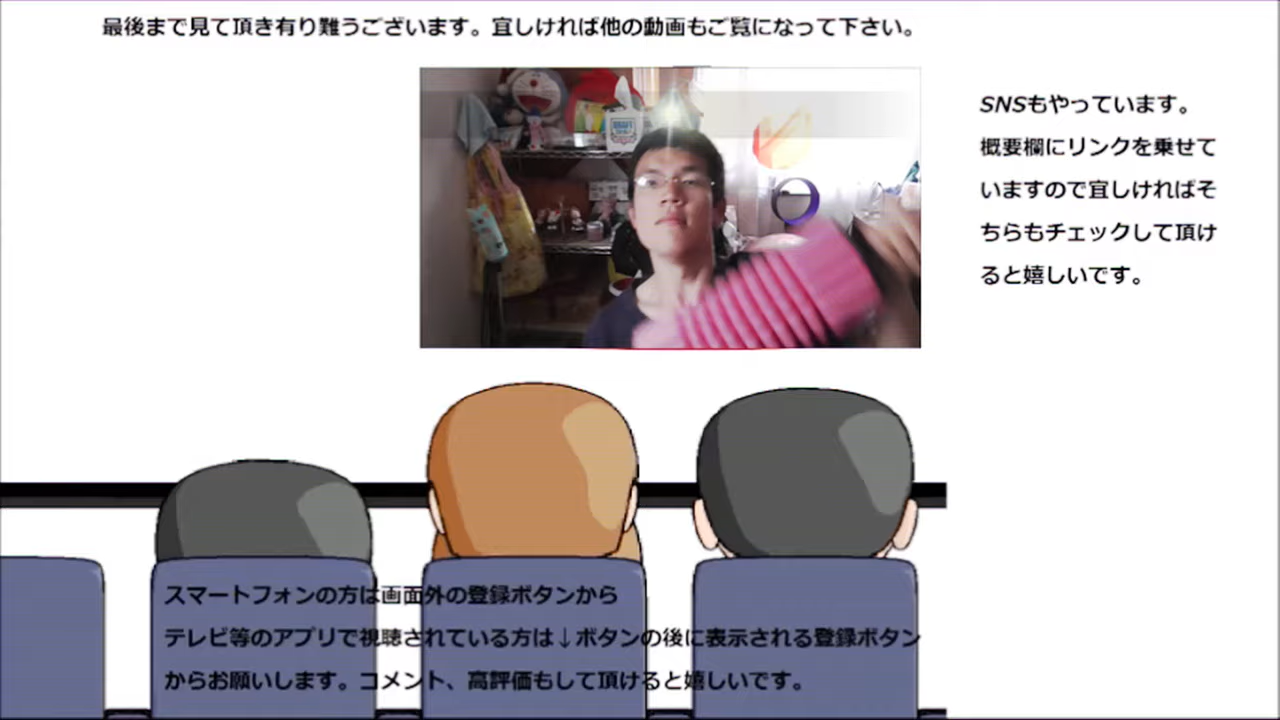 最後まで見て頂き有り難うございます。宜しければ他の動画もご覧になって下さい。
SNSもやっています。
概要欄にリンクを乗せて
いますので宜しければそ
ちらもチェックして頂け
ると嬉しいです。
スマートフォンの方は画面外の登録ボタンから
テレビ等のアプリで視聴されている方は↓ボタンの後に表示される登録ボタン
からお願いします。コメント、高評価もして頂けると嬉しいです。